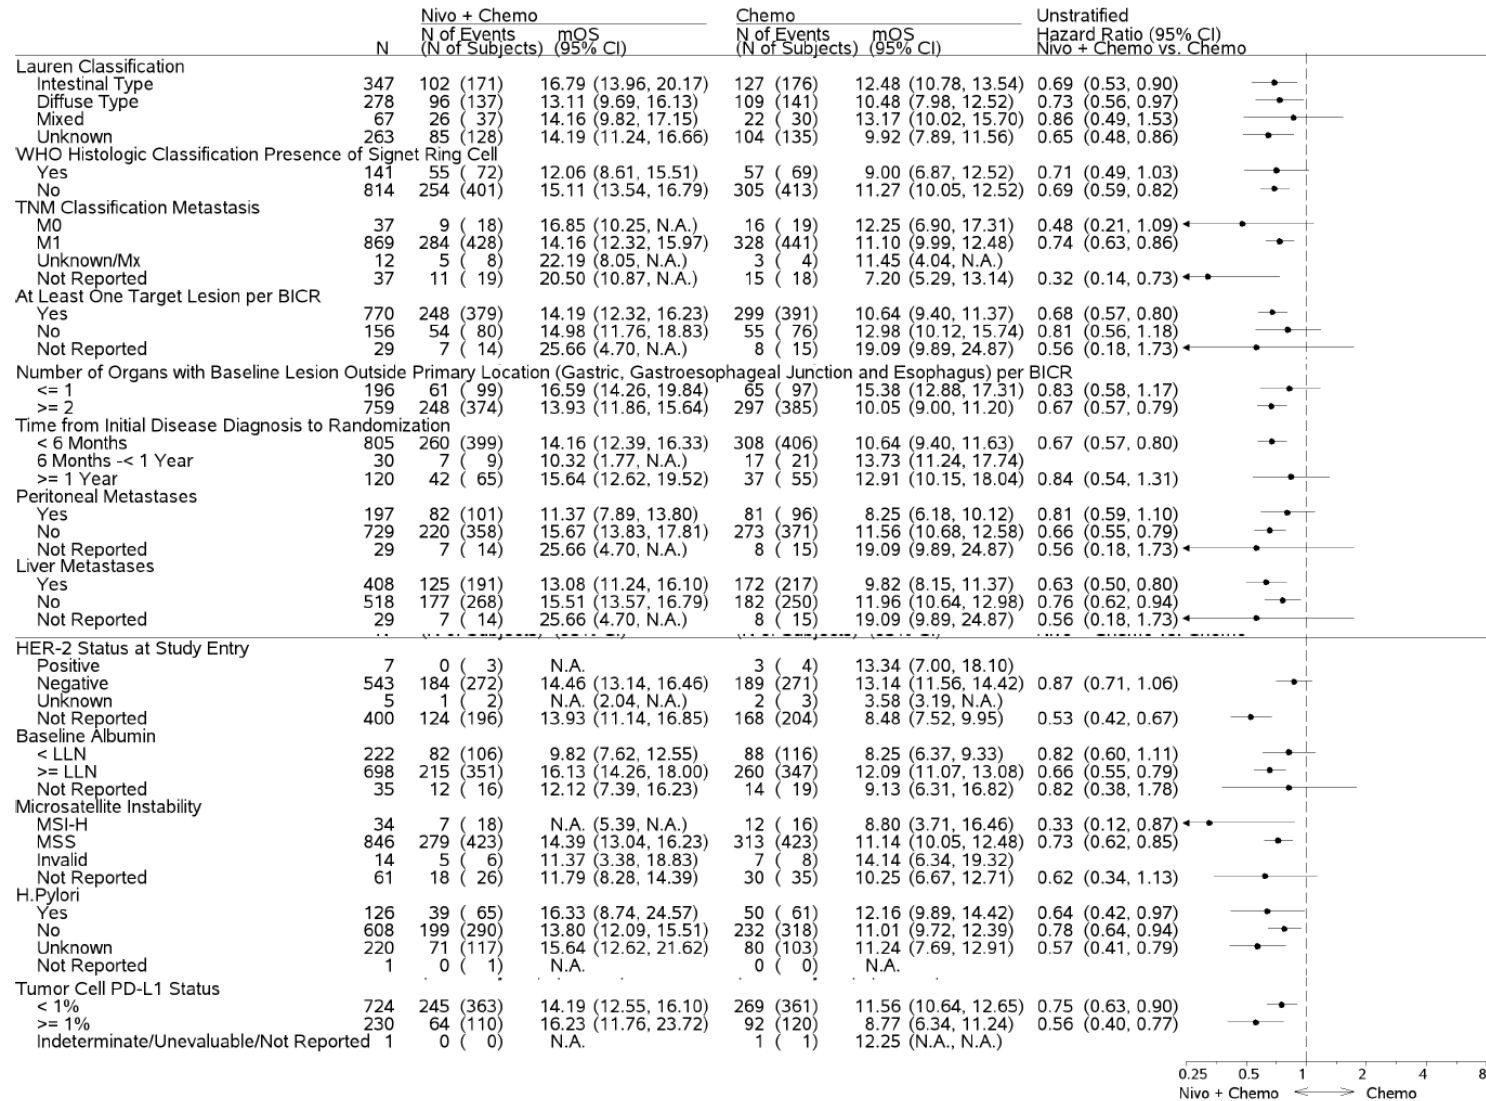 Nivo + Chemo Chemo Unstratified
N of Events mOS N of Events mOS Hazard Ratio (95% CI)
N (N of Subjects) (95% CI) (N of Subjects) (95% CI) Nivo + Chemo vs. Chemo
Lauren Classification
Intestinal Type 347 102 (171) 16.79 (13.96, 20.17) 127 (176) 12.48 (10.78, 13.54) 0.69 (0.53, 0.90)
Diffuse Type 278 96 (137) 13.11 (9.69, 16.13) 109 (141) 10.48 (7.98, 12.52) 0.73 (0.56, 0.97)
Mixed 67 26 ( 37) 14.16 (9.82, 17.15) 22 ( 30) 13.17 (10.02, 15.70) 0.86 (0.49, 1.53)
Unknown 263 85 (128) 14.19 (11.24, 16.66) 104 (135) 9.92 (7.89, 11.56) 0.65 (0.48, 0.86)
WHO Histologic Classification Presence of Signet Ring Cell
Yes 141 55 ( 72) 12.06 (8.61, 15.51) 57 ( 69) 9.00 (6.87, 12.52) 0.71 (0.49, 1.03)
No 814 254 (401) 15.11 (13.54, 16.79) 305 (413) 11.27 (10.05, 12.52) 0.69 (0.59, 0.82)
TNM Classification Metastasis
M0 37 9 ( 18) 16.85 (10.25, N.A.) 16 ( 19) 12.25 (6.90, 17.31) 0.48 (0.21, 1.09)
M1 869 284 (428) 14.16 (12.32, 15.97) 328 (441) 11.10 (9.99, 12.48) 0.74 (0.63, 0.86)
Unknown/Mx 12 5 ( 8) 22.19 (8.05, N.A.) 3 ( 4) 11.45 (4.04, N.A.)
Not Reported 37 11 ( 19) 20.50 (10.87, N.A.) 15 ( 18) 7.20 (5.29, 13.14) 0.32 (0.14, 0.73)
At Least One Target Lesion per BICR
Yes 770 248 (379) 14.19 (12.32, 16.23) 299 (391) 10.64 (9.40, 11.37) 0.68 (0.57, 0.80)
No 156 54 ( 80) 14.98 (11.76, 18.83) 55 ( 76) 12.98 (10.12, 15.74) 0.81 (0.56, 1.18)
Not Reported 29 7 ( 14) 25.66 (4.70, N.A.) 8 ( 15) 19.09 (9.89, 24.87) 0.56 (0.18, 1.73)
Number of Organs with Baseline Lesion Outside Primary Location (Gastric, Gastroesophageal Junction and Esophagus) per BICR
<= 1 196 61 ( 99) 16.59 (14.26, 19.84) 65 ( 97) 15.38 (12.88, 17.31) 0.83 (0.58, 1.17)
>= 2 759 248 (374) 13.93 (11.86, 15.64) 297 (385) 10.05 (9.00, 11.20) 0.67 (0.57, 0.79)
Time from Initial Disease Diagnosis to Randomization
< 6 Months 805 260 (399) 14.16 (12.39, 16.33) 308 (406) 10.64 (9.40, 11.63) 0.67 (0.57, 0.80)
6 Months -< 1 Year 30 7 ( 9) 10.32 (1.77, N.A.) 17 ( 21) 13.73 (11.24, 17.74)
>= 1 Year 120 42 ( 65) 15.64 (12.62, 19.52) 37 ( 55) 12.91 (10.15, 18.04) 0.84 (0.54, 1.31)
Peritoneal Metastases
Yes 197 82 (101) 11.37 (7.89, 13.80) 81 ( 96) 8.25 (6.18, 10.12) 0.81 (0.59, 1.10)
No 729 220 (358) 15.67 (13.83, 17.81) 273 (371) 11.56 (10.68, 12.58) 0.66 (0.55, 0.79)
Not Reported 29 7 ( 14) 25.66 (4.70, N.A.) 8 ( 15) 19.09 (9.89, 24.87) 0.56 (0.18, 1.73)
Liver Metastases
Yes 408 125 (191) 13.08 (11.24, 16.10) 172 (217) 9.82 (8.15, 11.37) 0.63 (0.50, 0.80)
No 518 177 (268) 15.51 (13.57, 16.79) 182 (250) 11.96 (10.64, 12.98) 0.76 (0.62, 0.94)
Not Reported 29 7 ( 14) 25.66 (4.70, N.A.) 8 ( 15) 19.09 (9.89, 24.87) 0.56 (0.18, 1.73)
HER-2 Status at Study Entry
Positive 7 0 ( 3) N.A. 3 ( 4) 13.34 (7.00, 18.10)
Negative 543 184 (272) 14.46 (13.14, 16.46) 189 (271) 13.14 (11.56, 14.42) 0.87 (0.71, 1.06)
Unknown 5 1 ( 2) N.A. (2.04, N.A.) 2 ( 3) 3.58 (3.19, N.A.)
Not Reported 400 124 (196) 13.93 (11.14, 16.85) 168 (204) 8.48 (7.52, 9.95) 0.53 (0.42, 0.67)
Baseline Albumin
< LLN 222 82 (106) 9.82 (7.62, 12.55) 88 (116) 8.25 (6.37, 9.33) 0.82 (0.60, 1.11)
>= LLN 698 215 (351) 16.13 (14.26, 18.00) 260 (347) 12.09 (11.07, 13.08) 0.66 (0.55, 0.79)
Not Reported 35 12 ( 16) 12.12 (7.39, 16.23) 14 ( 19) 9.13 (6.31, 16.82) 0.82 (0.38, 1.78)
Microsatellite Instability
MSI-H 34 7 ( 18) N.A. (5.39, N.A.) 12 ( 16) 8.80 (3.71, 16.46) 0.33 (0.12, 0.87)
MSS 846 279 (423) 14.39 (13.04, 16.23) 313 (423) 11.14 (10.05, 12.48) 0.73 (0.62, 0.85)
Invalid 14 5 ( 6) 11.37 (3.38, 18.83) 7 ( 8) 14.14 (6.34, 19.32)
Not Reported 61 18 ( 26) 11.79 (8.28, 14.39) 30 ( 35) 10.25 (6.67, 12.71) 0.62 (0.34, 1.13)
H.Pylori
Yes 126 39 ( 65) 16.33 (8.74, 24.57) 50 ( 61) 12.16 (9.89, 14.42) 0.64 (0.42, 0.97)
No 608 199 (290) 13.80 (12.09, 15.51) 232 (318) 11.01 (9.72, 12.39) 0.78 (0.64, 0.94)
Unknown 220 71 (117) 15.64 (12.62, 21.62) 80 (103) 11.24 (7.69, 12.91) 0.57 (0.41, 0.79)
Not Reported 1 0 ( 1) N.A. 0 ( 0) N.A.
Tumor Cell PD-L1 Status
< 1% 724 245 (363) 14.19 (12.55, 16.10) 269 (361) 11.56 (10.64, 12.65) 0.75 (0.63, 0.90)
>= 1% 230 64 (110) 16.23 (11.76, 23.72) 92 (120) 8.77 (6.34, 11.24) 0.56 (0.40, 0.77)
Indeterminate/Unevaluable/Not Reported 1 0 ( 0) N.A. 1 ( 1) 12.25 (N.A., N.A.)
0.25 0.5 1 2 4 8
Nivo + Chemo Chemo